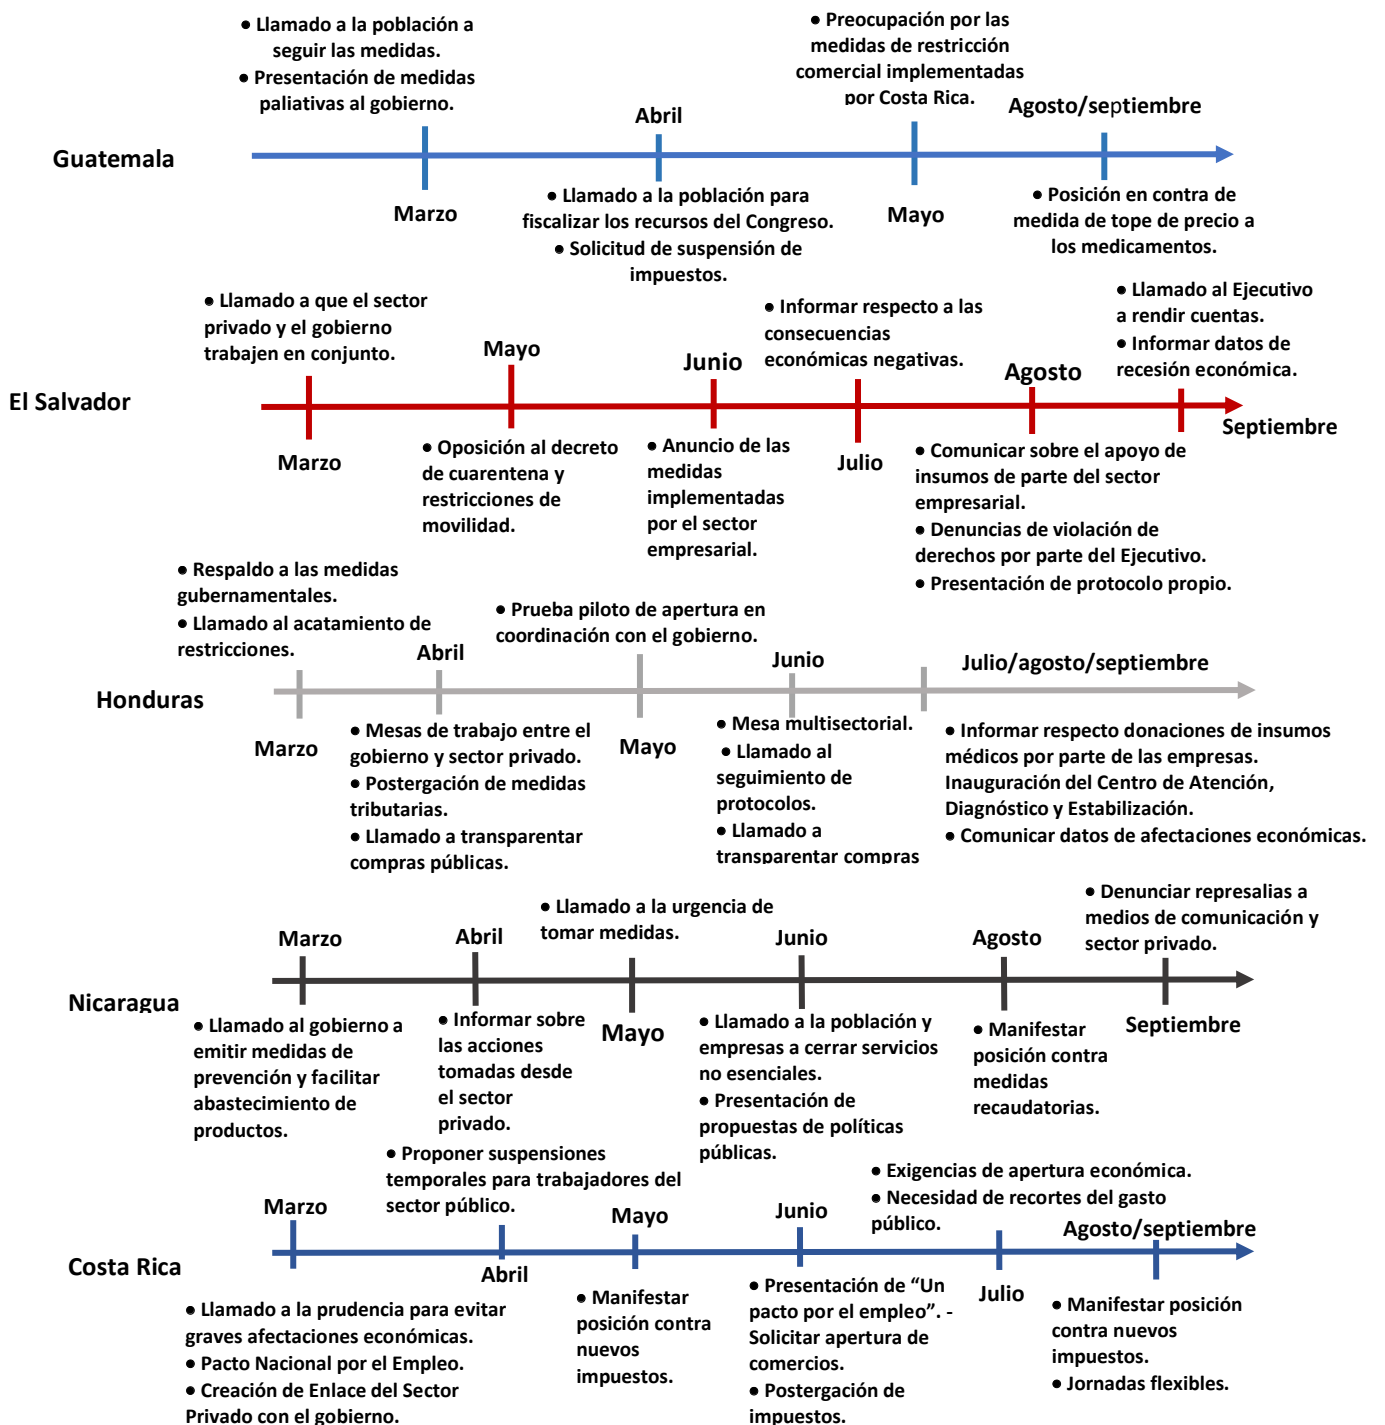 ● Llamado a la población a
seguir las medidas.
● Presentación de medidas
paliativas al gobierno.
● Preocupación por las
medidas de restricción
comercial implementadas
por Costa Rica.
Abril
Agosto/septiembre
Guatemala
Marzo
● Llamado a la población para
fiscalizar los recursos del Congreso.
● Solicitud de suspensión de
impuestos.
Mayo
● Posición en contra de
medida de tope de precio a
los medicamentos.
● Llamado a que el sector
privado y el gobierno
trabajen en conjunto.
Mayo
Junio
● Informar respecto a las
consecuencias
económicas negativas.
Agosto
● Llamado al Ejecutivo
a rendir cuentas.
● Informar datos de
recesión económica.
El Salvador
Marzo
● Oposición al decreto
de cuarentena y
restricciones de
movilidad.
● Anuncio de las
medidas
implementadas
por el sector
empresarial.
Julio
● Comunicar sobre el apoyo de
insumos de parte del sector
empresarial.
● Denuncias de violación de
derechos por parte del Ejecutivo.
● Presentación de protocolo propio.
Septiembre
● Respaldo a las medidas
gubernamentales.
● Llamado al acatamiento de
restricciones.
Abril
● Prueba piloto de apertura en
coordinación con el gobierno.
Junio
Julio/agosto/septiembre
Honduras
Marzo
● Mesas de trabajo entre el
gobierno y sector privado.
● Postergación de medidas
tributarias.
● Llamado a transparentar
compras públicas.
Mayo
● Mesa multisectorial.
● Llamado al
seguimiento de
protocolos.
● Llamado a
transparentar compras
● Informar respecto donaciones de insumos
médicos por parte de las empresas.
Inauguración del Centro de Atención,
Diagnóstico y Estabilización.
● Comunicar datos de afectaciones económicas.
Marzo
Abril
● Llamado a la urgencia de
tomar medidas.
Junio
Agosto
● Denunciar represalias a
medios de comunicación y
sector privado.
Nicaragua
● Llamado al gobierno a
emitir medidas de
prevención y facilitar
abastecimiento de
productos.
● Informar sobre
las acciones
tomadas desde
el sector
privado.
Mayo
● Llamado a la población y
empresas a cerrar servicios
no esenciales.
● Presentación de
propuestas de políticas
públicas.
● Manifestar
posición contra
medidas
recaudatorias.
Septiembre
Marzo
● Proponer suspensiones
temporales para trabajadores del
sector público.
Mayo
Junio
● Exigencias de apertura económica.
● Necesidad de recortes del gasto
público.
Agosto/septiembre
Costa Rica
● Llamado a la prudencia para evitar
graves afectaciones económicas.
● Pacto Nacional por el Empleo.
● Creación de Enlace del Sector
Privado con el gobierno.
Abril
● Manifestar
posición contra
nuevos
impuestos.
● Presentación de “Un
pacto por el empleo”. -
Solicitar apertura de
comercios.
● Postergación de
impuestos.
Julio
● Manifestar posición
contra nuevos
impuestos.
● Jornadas flexibles.